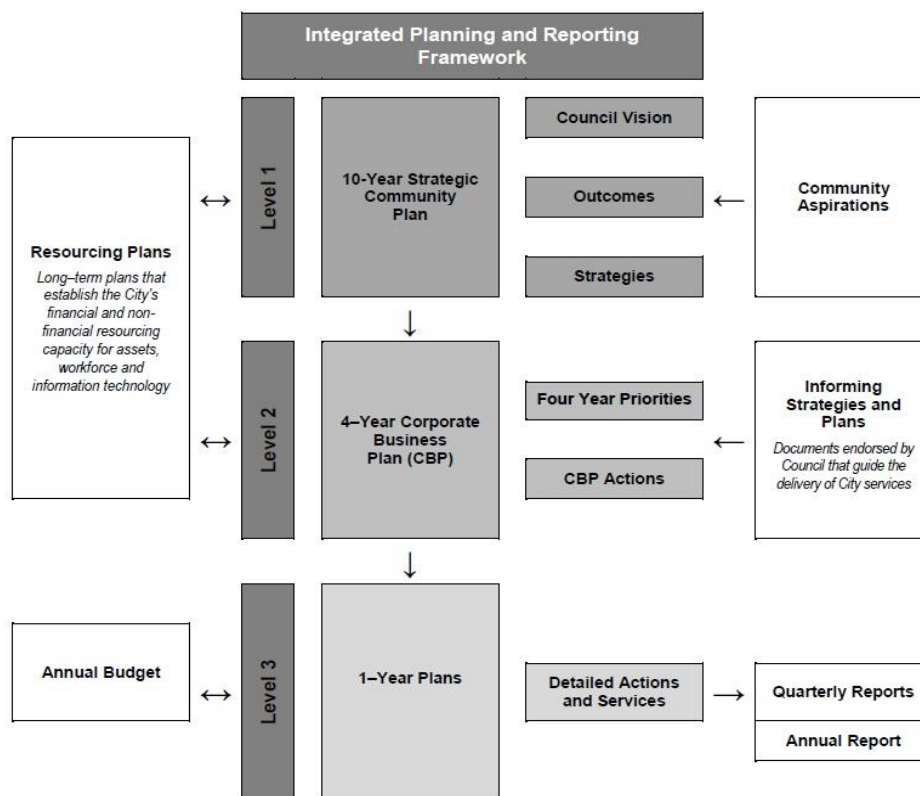 Integrated Planning and Reporting
Framework
Level 1
10-Year Strategic
Community
Plan
Council Vision
Outcomes
Strategies
Community
Aspirations
Resourcing Plans
Long–term plans that
establish the City's
financial and non-
financial resourcing
capacity for assets,
workforce and
information technology
Level 2
4–Year Corporate
Business
Plan (CBP)
Four Year Priorities
CBP Actions
Informing
Strategies and
Plans
Documents endorsed by
Council that guide the
delivery of City services
Annual Budget
Level 3
1–Year Plans
Detailed Actions
and Services
Quarterly Reports
Annual Report